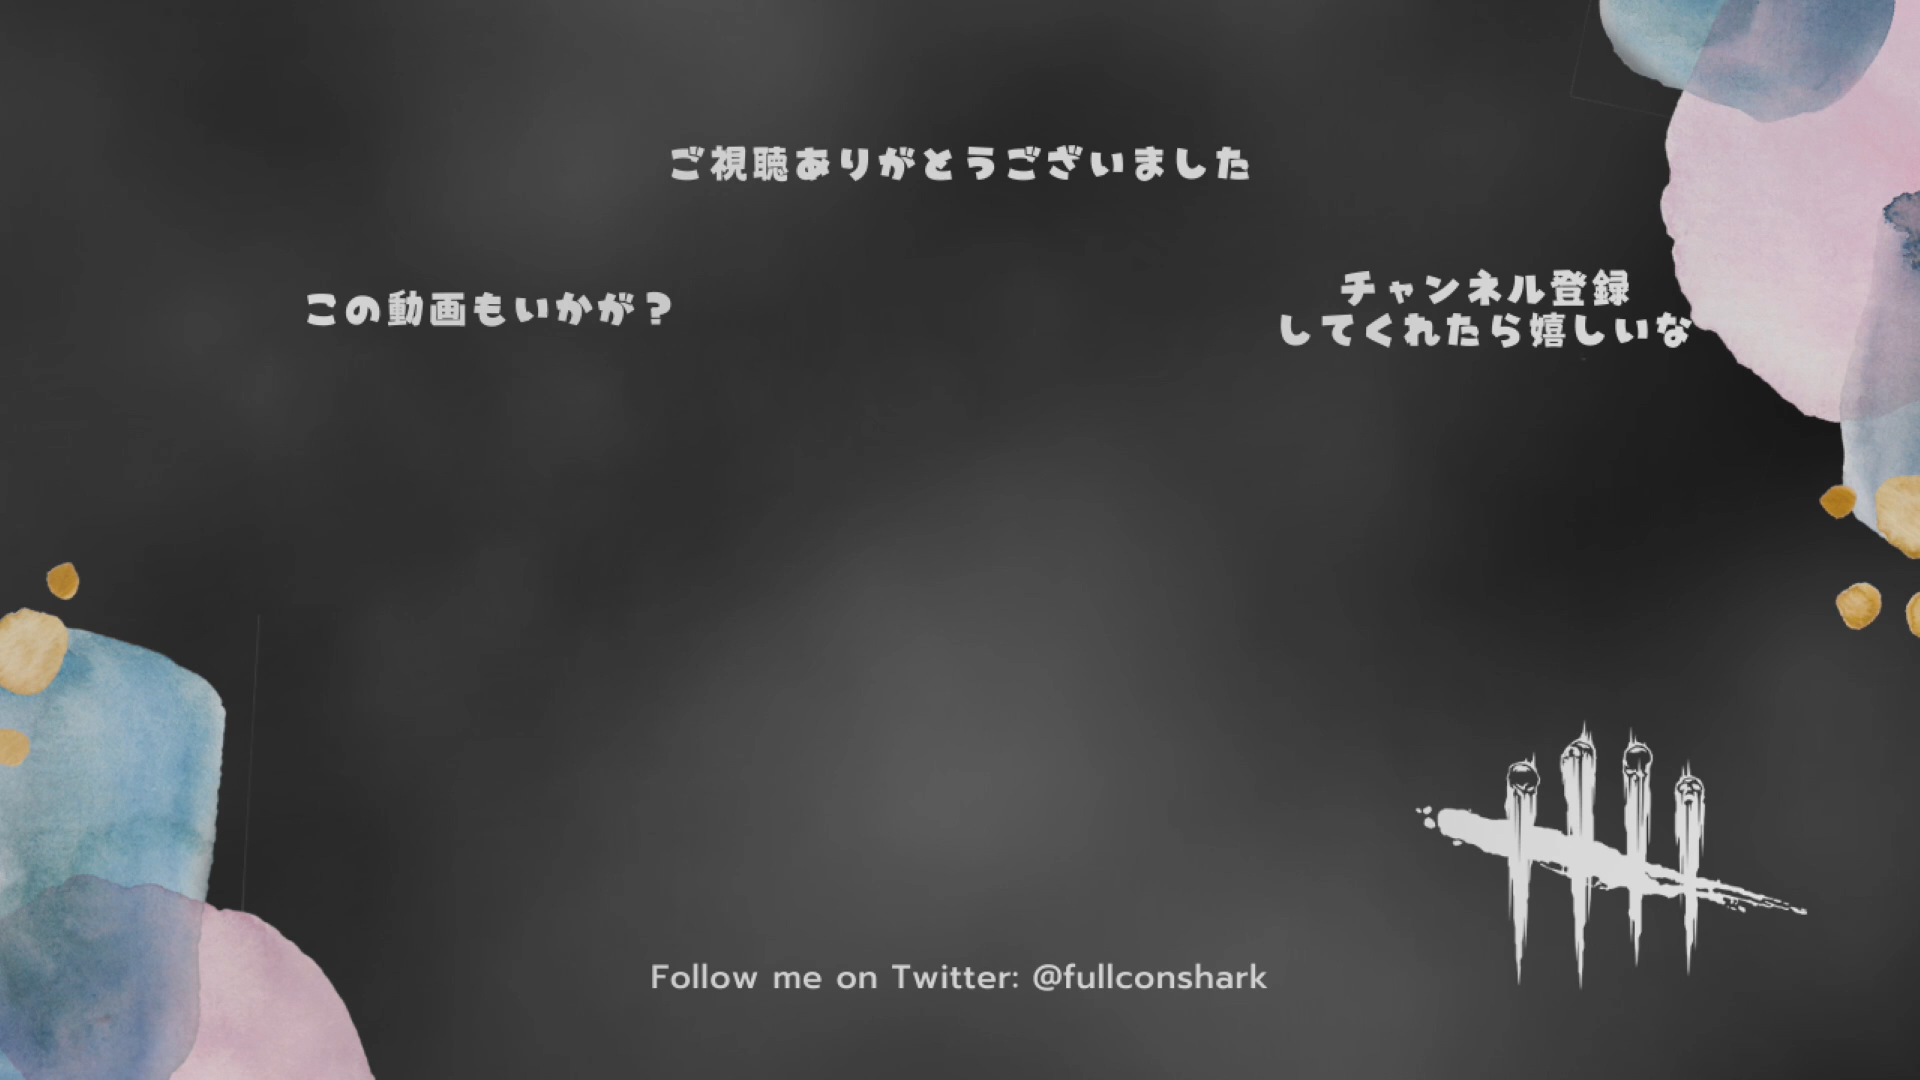 ご視聴ありがとうございました
この動画もいかが？
チャンネル登録
してくれたら嬉しいな
Follow me on Twitter: @fullconshark